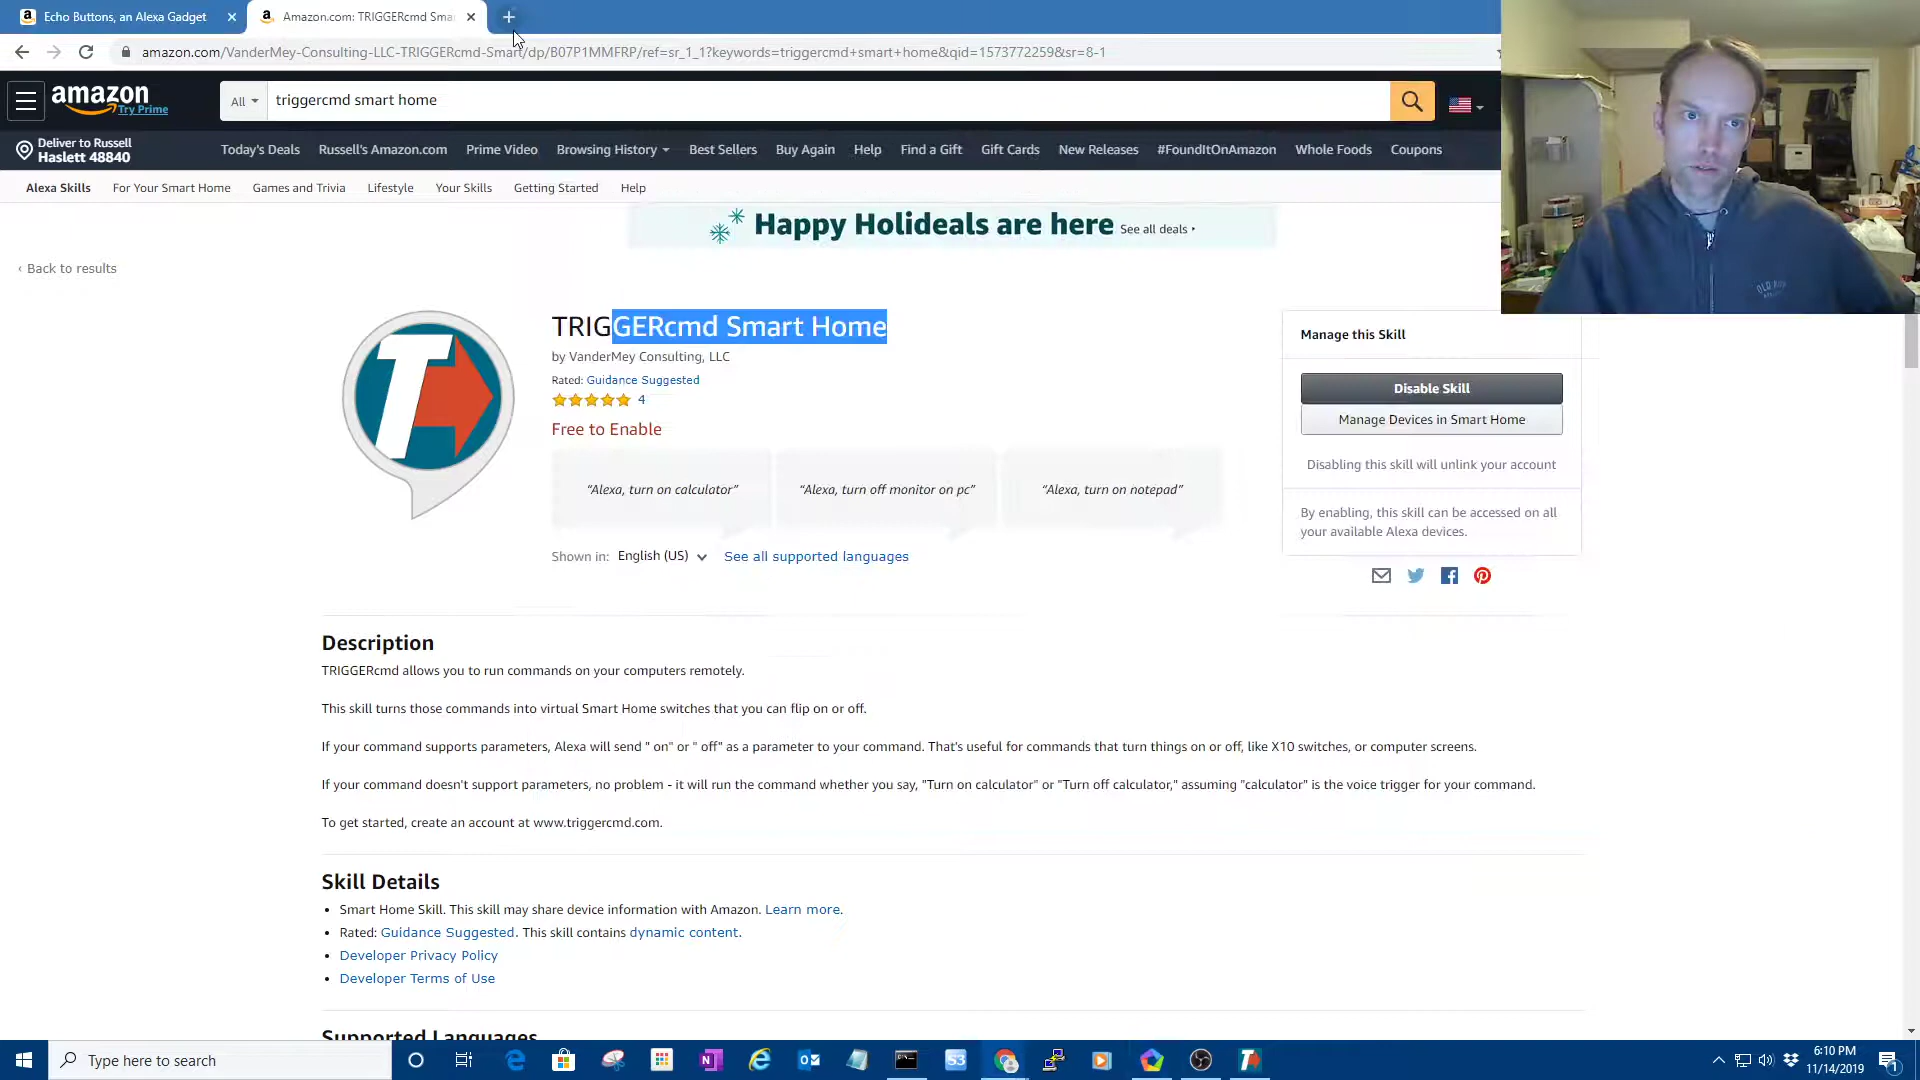 Echo Buttons, an Alexa Gadget
Amazon.com: TRIGGERcmd Sma
amazon.com/VanderMey-Consulting-LLC-TRIGGERcmd-Smart/dp/B07P1MMFRP/ref=sr_1_1?keywords=triggercmd+smart+home&qid=1573772259&sr=8-1
amazon
Try Prime
All
triggercmd smart home
Deliver to Russell
Haslett 48840
Today's Deals
Russell's Amazon.com
Prime Video
Browsing History
Best Sellers
Buy Again
Help
Find a Gift
Gift Cards
New Releases
#FoundItOnAmazon
Whole Foods
Coupons
Alexa Skills
For Your Smart Home
Games and Trivia
Lifestyle
Your Skills
Getting Started
Help
Happy Holideals are here See all deals ▸
‹ Back to results
T
TRIGGERcmd Smart Home
by VanderMey Consulting, LLC
Rated: Guidance Suggested
4
Free to Enable
"Alexa, turn on calculator"
"Alexa, turn off monitor on pc"
"Alexa, turn on notepad"
Shown in: English (US) See all supported languages
Manage this Skill
Disable Skill
Manage Devices in Smart Home
Disabling this skill will unlink your account
By enabling, this skill can be accessed on all
your available Alexa devices.
Description
TRIGGERcmd allows you to run commands on your computers remotely.
This skill turns those commands into virtual Smart Home switches that you can flip on or off.
If your command supports parameters, Alexa will send " on" or " off" as a parameter to your command. That's useful for commands that turn things on or off, like X10 switches, or computer screens.
If your command doesn't support parameters, no problem - it will run the command whether you say, "Turn on calculator" or "Turn off calculator," assuming "calculator" is the voice trigger for your command.
To get started, create an account at www.triggercmd.com.
Skill Details
• Smart Home Skill. This skill may share device information with Amazon. Learn more.
• Rated: Guidance Suggested. This skill contains dynamic content.
• Developer Privacy Policy
• Developer Terms of Use
Supported Languages
OLD NAVY
Type here to search
S3
6:10 PM
11/14/2019
1